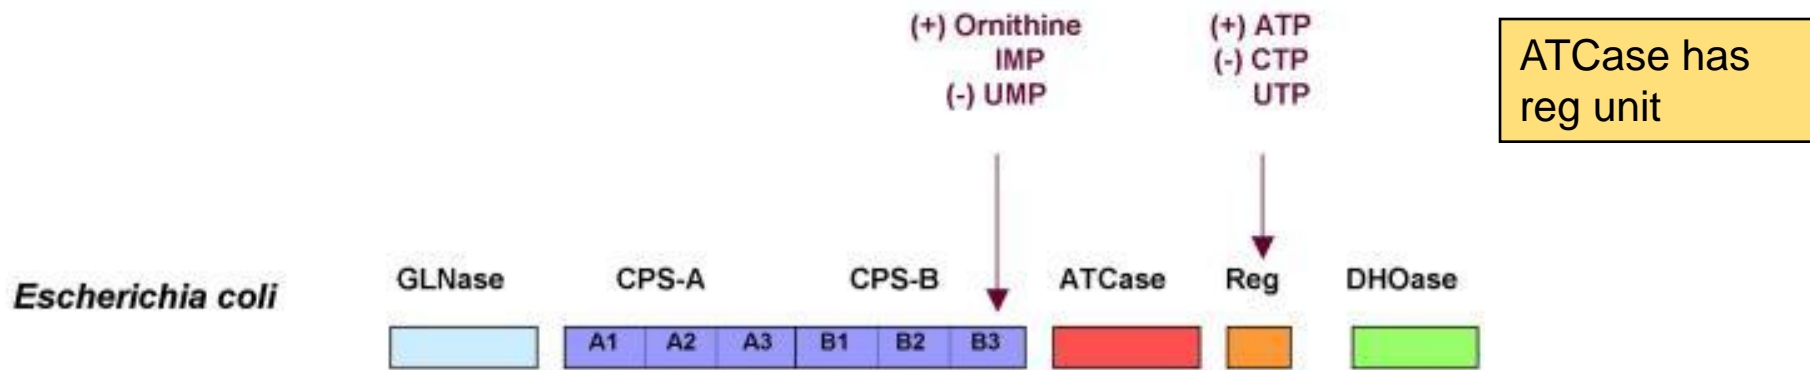 (+) Ornithine
IMP
(-) UMP
(+) ATP
(-) CTP
UTP
ATCase has
reg unit
Escherichia coli
GLNase
CPS-A
CPS-B
ATCase
Reg
DHOase
A1 A2 A3 B1 B2 B3